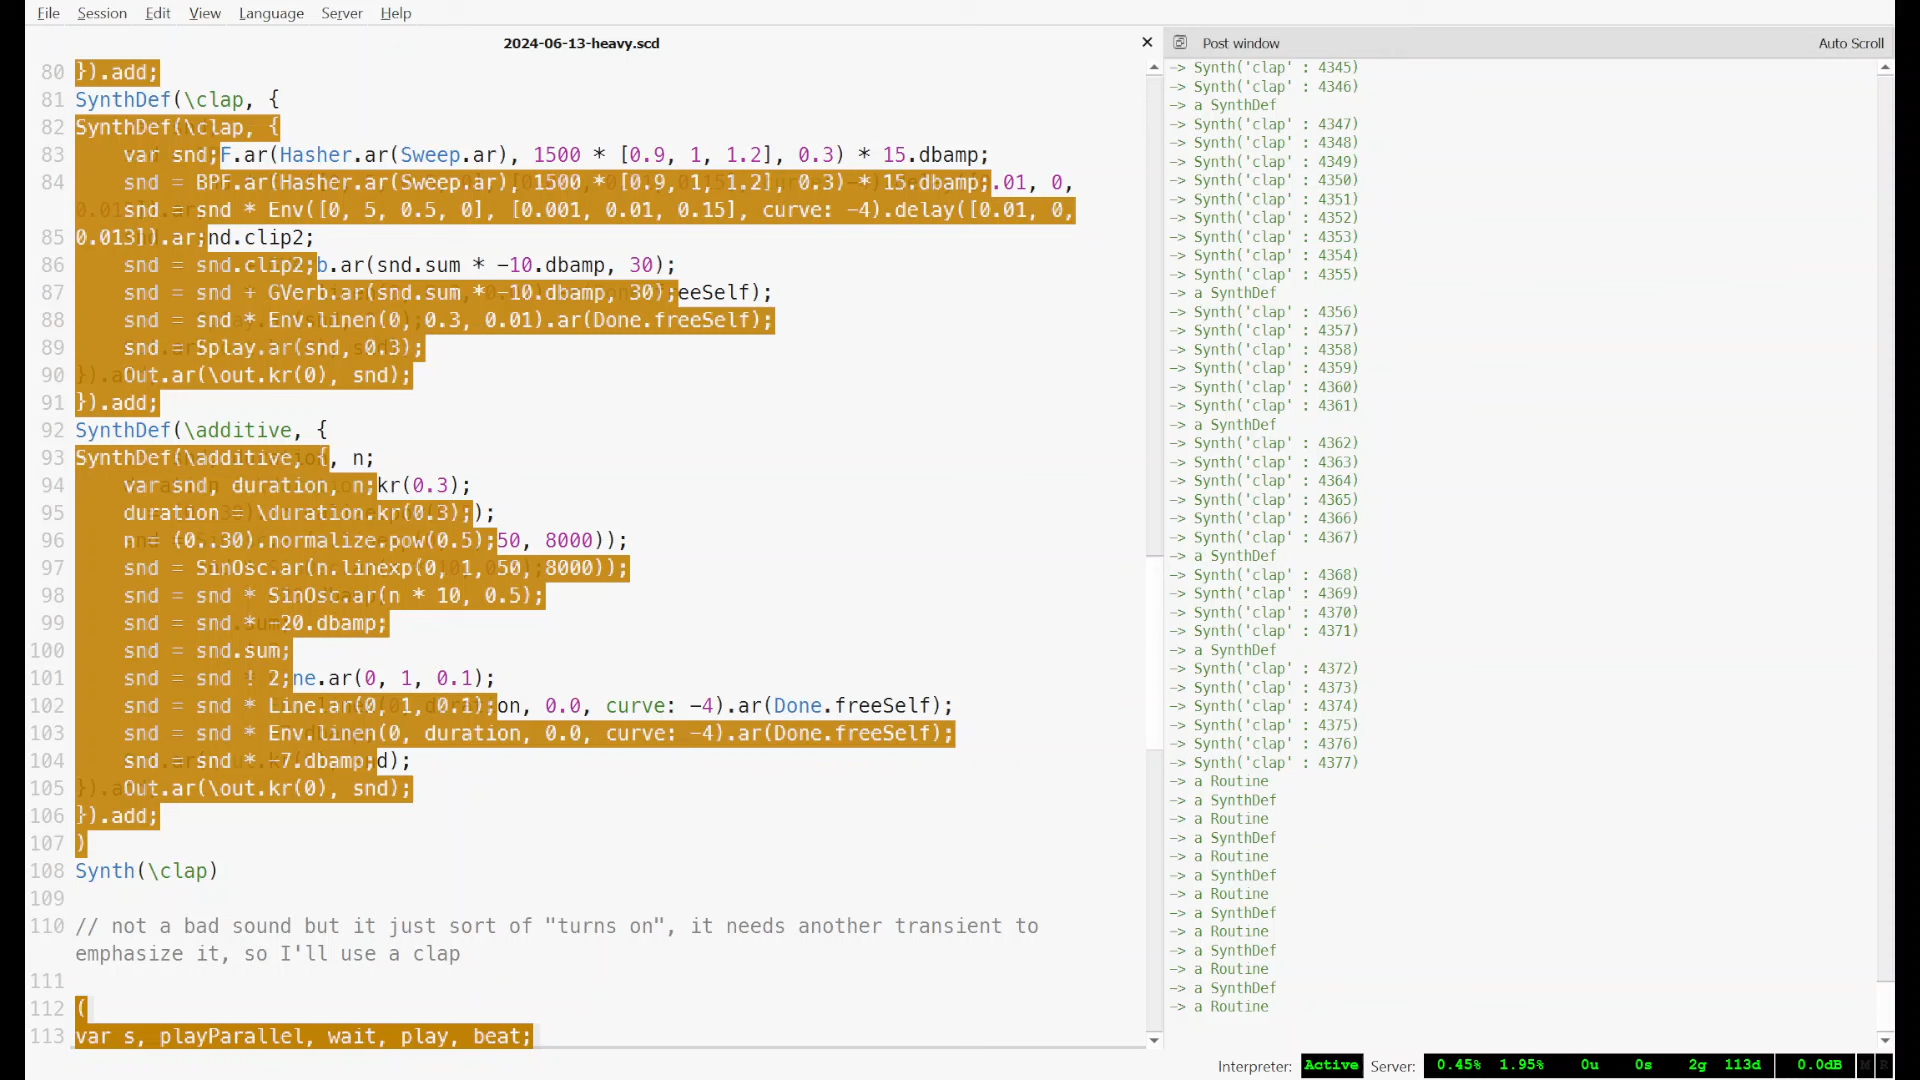 File Session Edit View Language Server Help
2024-06-13-heavy.scd
80 }).add;
81 SynthDef(\clap, {
82 SynthDef(\clap, {
83 var snd;F.ar(Hasher.ar(Sweep.ar), 1500 * [0.9, 1, 1.2], 0.3) * 15.dbamp;
84 snd = BPF.ar(Hasher.ar(Sweep.ar), 1500 * [0.9, 1, 1.2], 0.3) * 15.dbamp;.01, 0,
snd = snd * Env([0, 5, 0.5, 0], [0.001, 0.01, 0.15], curve: -4).delay([0.01, 0,
85 0.013]).ar;nd.clip2;
86 snd = snd.clip2;b.ar(snd.sum * -10.dbamp, 30);
87 snd = snd + GVerb.ar(snd.sum * -10.dbamp, 30);eeSelf);
88 snd = snd * Env.linen(0, 0.3, 0.01).ar(Done.freeSelf);
89 snd = Splay.ar(snd, 0.3);
90 Out.ar(\out.kr(0), snd);
91 }).add;
92 SynthDef(\additive, {
93 SynthDef(\additive, {, n;
94 var snd, duration, n;kr(0.3);
95 duration = \duration.kr(0.3););
96 n = (0..30).normalize.pow(0.5);50, 8000));
97 snd = SinOsc.ar(n.linexp(0, 1, 50, 8000));
98 snd = snd * SinOsc.ar(n * 10, 0.5);
99 snd = snd * -20.dbamp;
100 snd = snd.sum;
101 snd = snd ! 2;ne.ar(0, 1, 0.1);
102 snd = snd * Line.ar(0, 1, 0.1);on, 0.0, curve: -4).ar(Done.freeSelf);
103 snd = snd * Env.linen(0, duration, 0.0, curve: -4).ar(Done.freeSelf);
104 snd = snd * -7.dbamp;d);
105 Out.ar(\out.kr(0), snd);
106 }).add;
107 )
108 Synth(\clap)
109
110 // not a bad sound but it just sort of "turns on", it needs another transient to
emphasize it, so I'll use a clap
111
112 (
113 var s, playParallel, wait, play, beat;
Post window Auto Scroll
-> Synth('clap' : 4345)
-> Synth('clap' : 4346)
-> a SynthDef
-> Synth('clap' : 4347)
-> Synth('clap' : 4348)
-> Synth('clap' : 4349)
-> Synth('clap' : 4350)
-> Synth('clap' : 4351)
-> Synth('clap' : 4352)
-> Synth('clap' : 4353)
-> Synth('clap' : 4354)
-> Synth('clap' : 4355)
-> a SynthDef
-> Synth('clap' : 4356)
-> Synth('clap' : 4357)
-> Synth('clap' : 4358)
-> Synth('clap' : 4359)
-> Synth('clap' : 4360)
-> Synth('clap' : 4361)
-> a SynthDef
-> Synth('clap' : 4362)
-> Synth('clap' : 4363)
-> Synth('clap' : 4364)
-> Synth('clap' : 4365)
-> Synth('clap' : 4366)
-> Synth('clap' : 4367)
-> a SynthDef
-> Synth('clap' : 4368)
-> Synth('clap' : 4369)
-> Synth('clap' : 4370)
-> Synth('clap' : 4371)
-> a SynthDef
-> Synth('clap' : 4372)
-> Synth('clap' : 4373)
-> Synth('clap' : 4374)
-> Synth('clap' : 4375)
-> Synth('clap' : 4376)
-> Synth('clap' : 4377)
-> a Routine
-> a SynthDef
-> a Routine
-> a SynthDef
-> a Routine
-> a SynthDef
-> a Routine
-> a SynthDef
-> a Routine
-> a SynthDef
-> a Routine
-> a SynthDef
-> a Routine
Interpreter: Active Server: 0.45% 1.95% 0u 0s 2g 113d 0.0dB M R